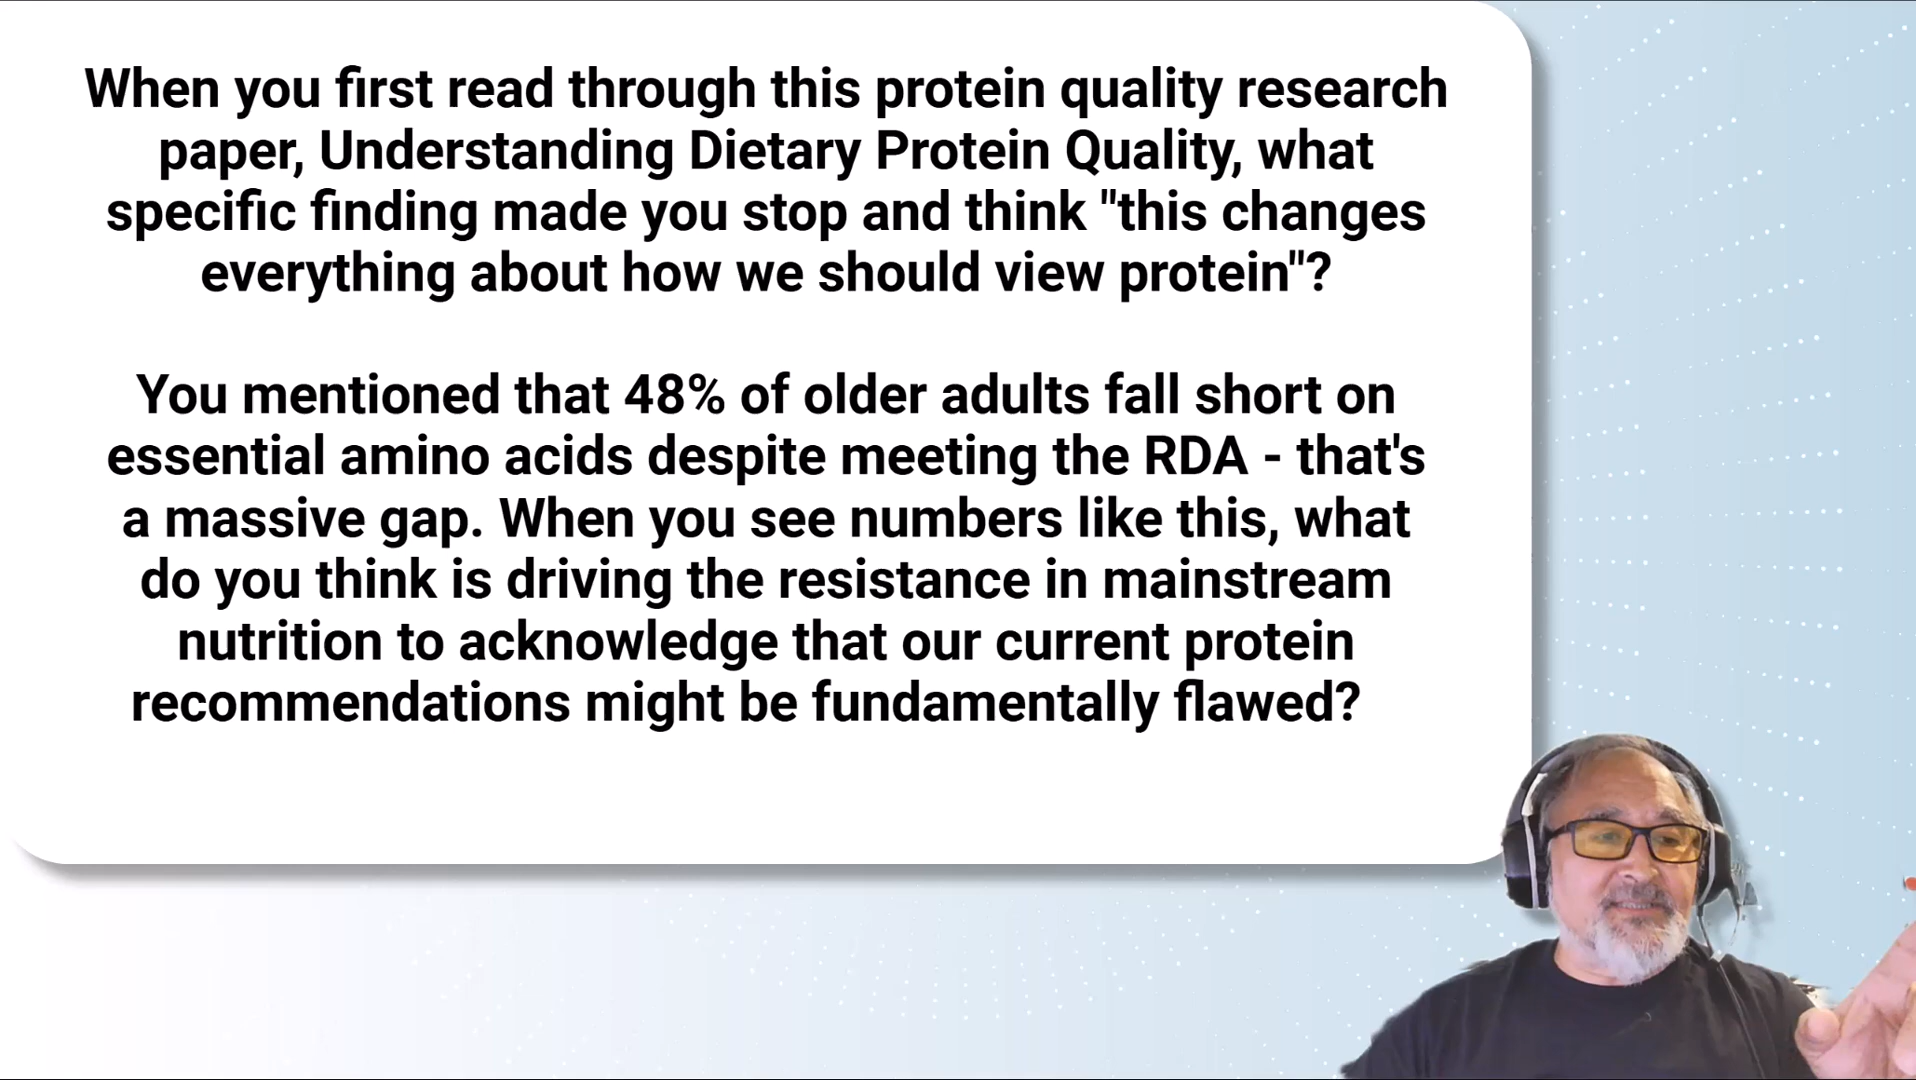 When you first read through this protein quality research
paper, Understanding Dietary Protein Quality, what
specific finding made you stop and think "this changes
everything about how we should view protein"?
You mentioned that 48% of older adults fall short on
essential amino acids despite meeting the RDA - that's
a massive gap. When you see numbers like this, what
do you think is driving the resistance in mainstream
nutrition to acknowledge that our current protein
recommendations might be fundamentally flawed?